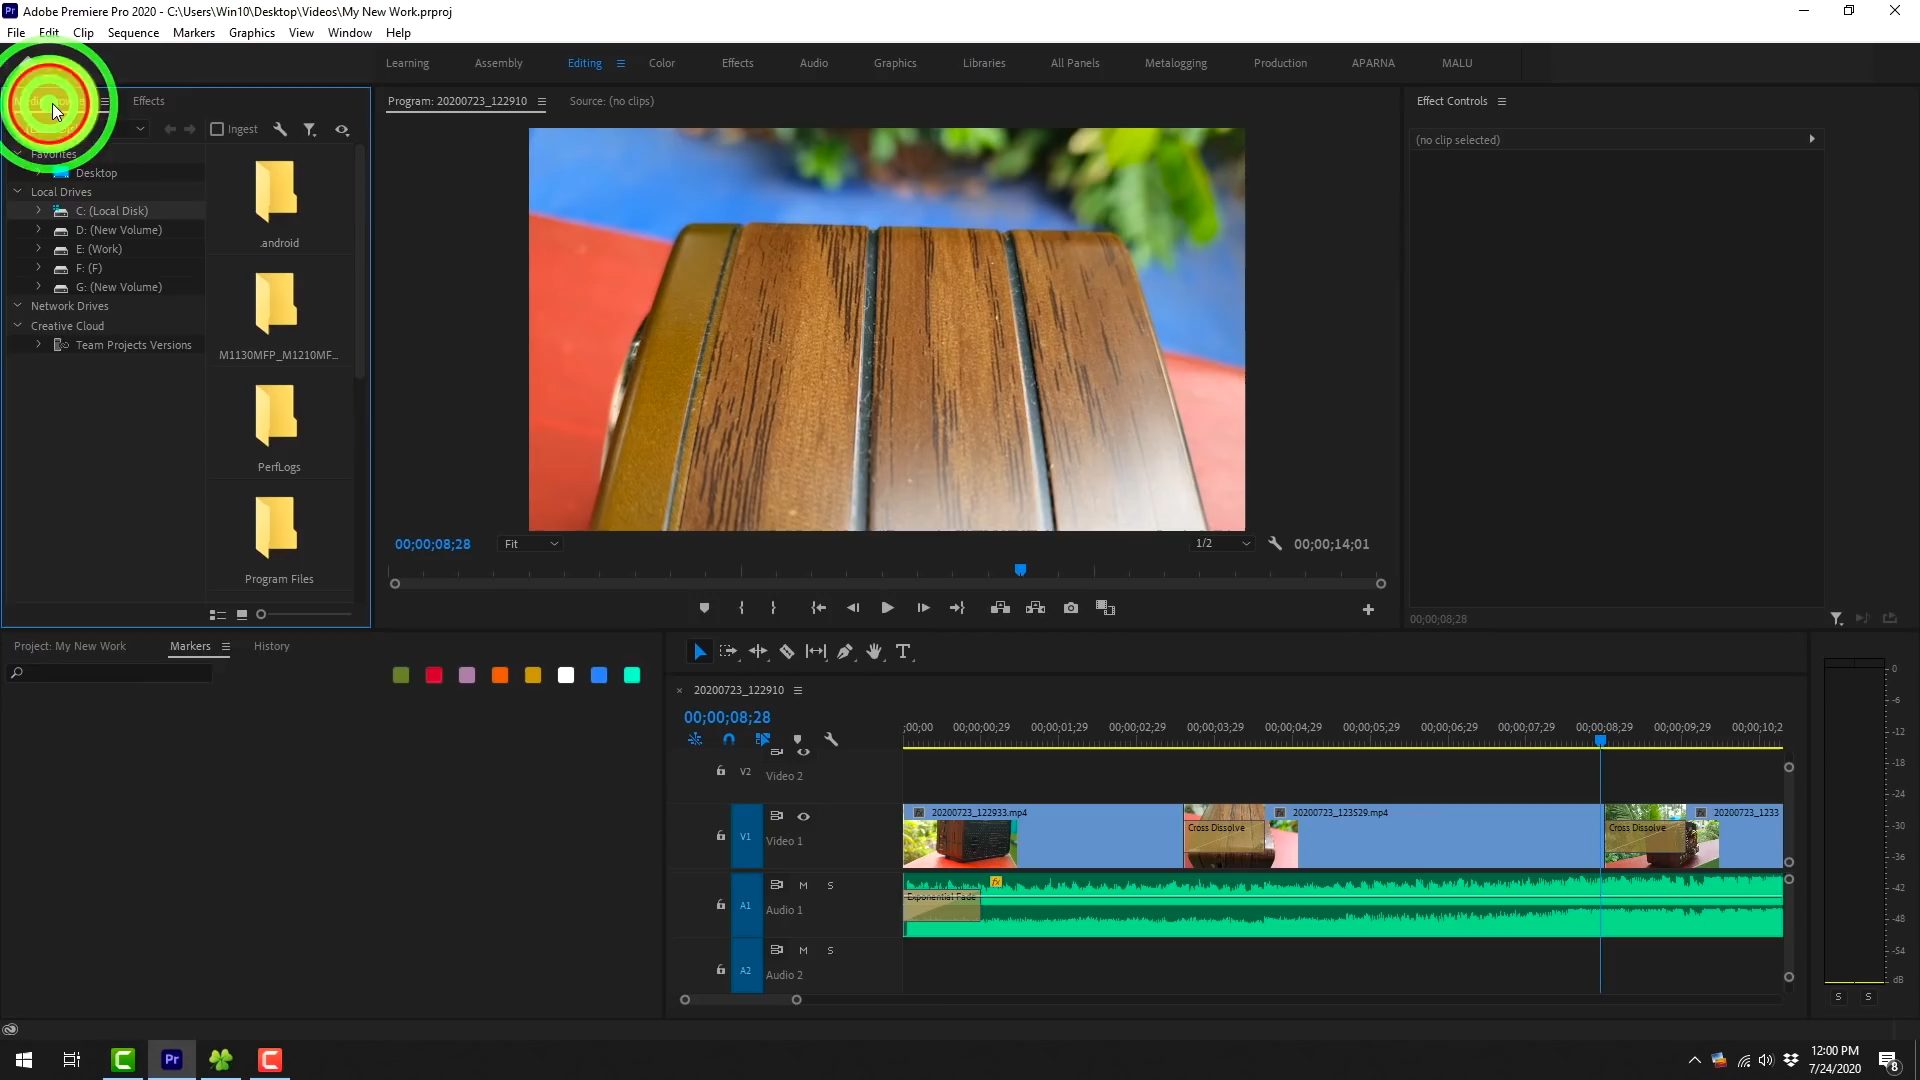 Adobe Premiere Pro 2020 - C:\Users\Win10\Desktop\Videos\My New Work.prproj
File Edit Clip Sequence Markers Graphics View Window Help
Learning Assembly Editing Color Effects Audio Graphics Libraries All Panels Metalogging Production APARNA MALU
Effects
Program: 20200723_122910
Source: (no clips)
Effect Controls
Ingest
(no clip selected)
Favorites
Desktop
Local Drives
C: (Local Disk)
D: (New Volume)
E: (Work)
F: (F)
G: (New Volume)
Network Drives
Creative Cloud
Team Projects Versions
.android
M1130MFP_M1210MF...
PerfLogs
Program Files
00;00;08;28
Fit
1/2
00;00;14;01
00;00;08;28
Project: My New Work
Markers
History
20200723_122910
00;00;08;28
;00;00 00;00;00;29 00;00;01;29 00;00;02;29 00;00;03;29 00;00;04;29 00;00;05;29 00;00;06;29 00;00;07;29 00;00;08;29 00;00;09;29 00;00;10;2
V2 Video 2
V1 Video 1
20200723_122933.mp4
Cross Dissolve
20200723_123529.mp4
Cross Dissolve
20200723_1233
A1 M S
Audio 1
Exponential Fade
fx
A2 M S
Audio 2
0
-6
-12
-18
-24
-30
-36
-42
-48
-54
dB
S S
Pr
12:00 PM
7/24/2020
8